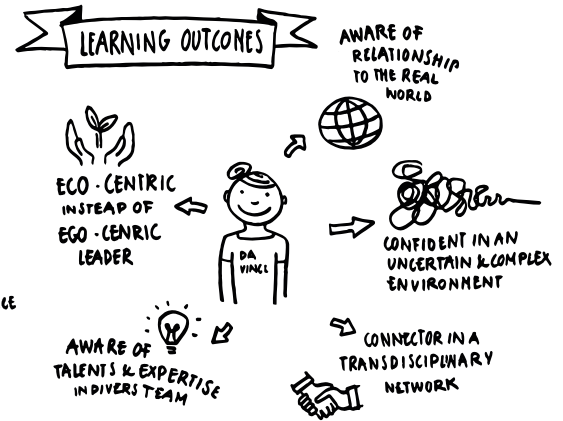 LEARNING OUTCOMES
AWARE OF
RELATIONSHIP
TO THE REAL
WORLD
ECO-CENTRIC
INSTEAP OF
EGO-CENRIC
LEADER
DA
VINCI
CONFIDENT IN AN
UNCERTAIN & COMPLEX
ENVIRONMENT
CE
AWARE OF
TALENTS & EXPERTISE
IN DIVERS TEAM
CONNECTOR IN A
TRANSDISCIPLINARY
NETWORK